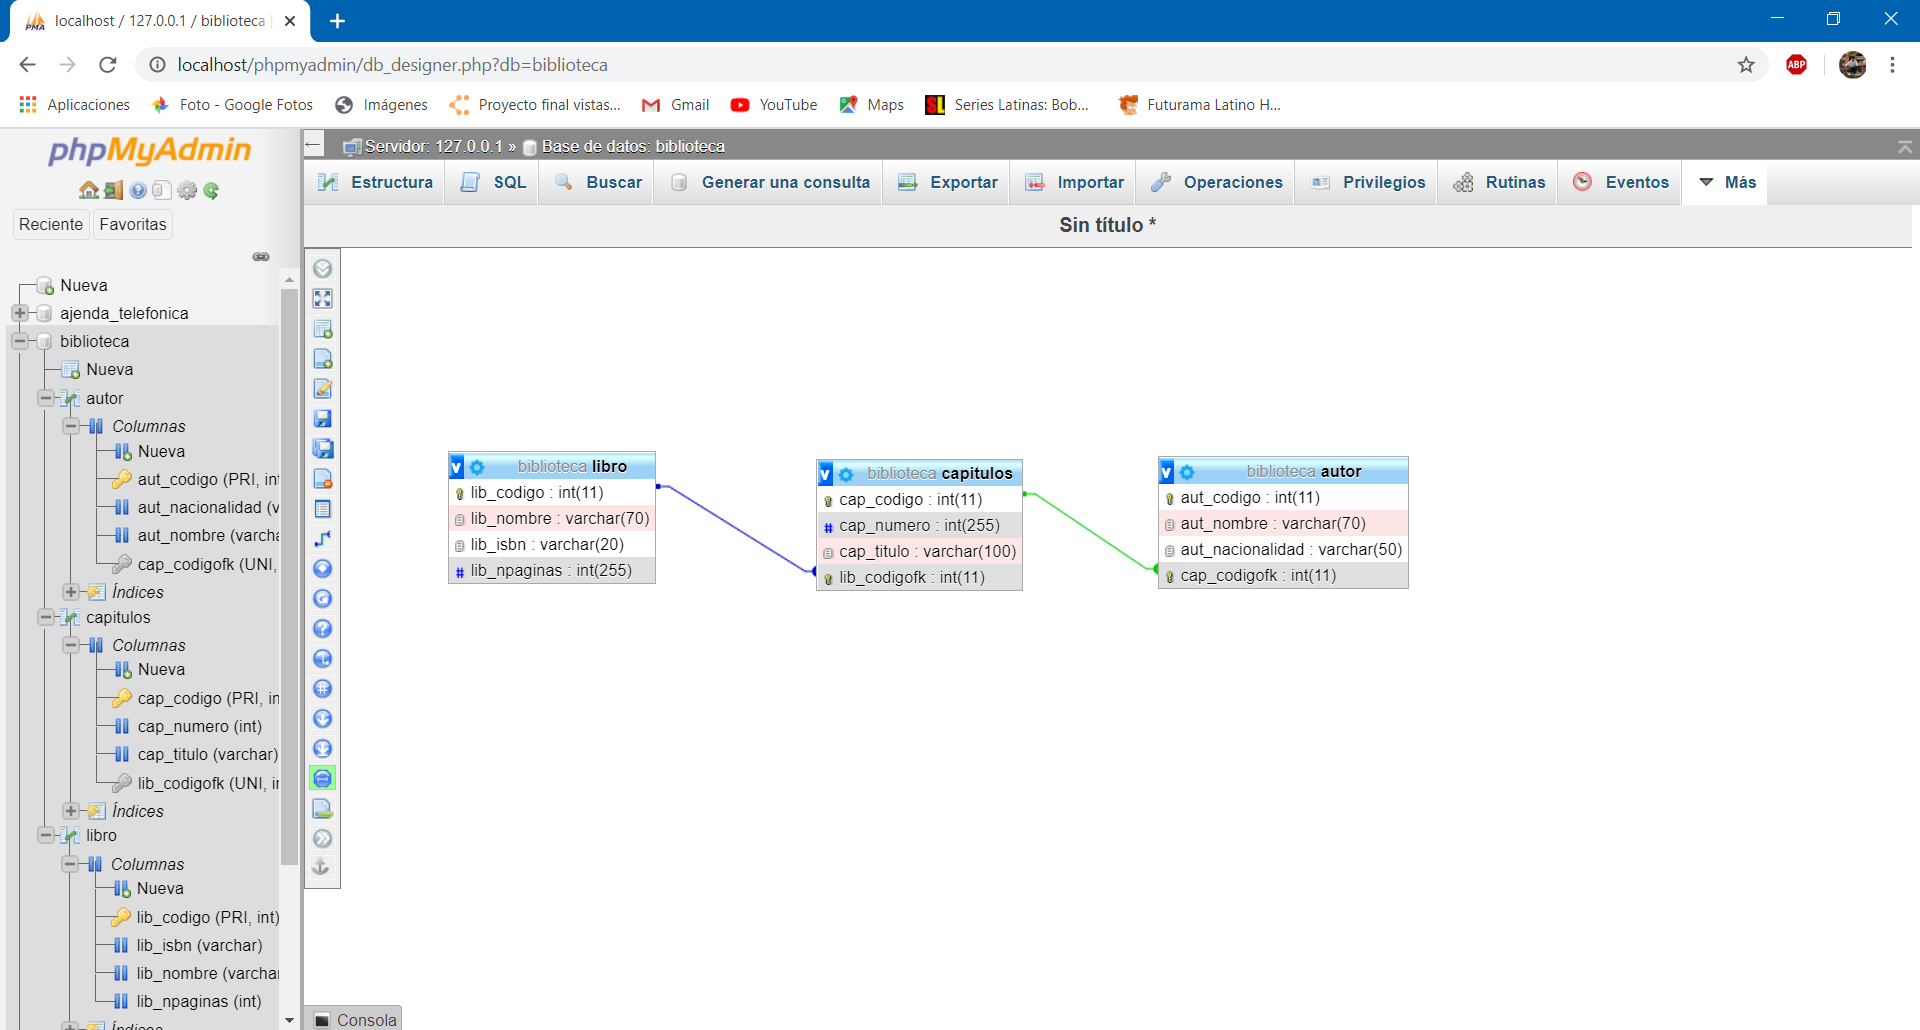 localhost / 127.0.0.1 / biblioteca
localhost/phpmyadmin/db_designer.php?db=biblioteca
ABP
Aplicaciones
Foto - Google Fotos
Imágenes
Proyecto final vistas...
Gmail
YouTube
Maps
SL
Series Latinas: Bob...
Futurama Latino H...
phpMyAdmin
Reciente
Favoritas
Nueva
ajenda_telefonica
biblioteca
Nueva
autor
Columnas
Nueva
aut_codigo (PRI, int
aut_nacionalidad (v
aut_nombre (varcha
cap_codigofk (UNI,
Índices
capitulos
Columnas
Nueva
cap_codigo (PRI, in
cap_numero (int)
cap_titulo (varchar)
lib_codigofk (UNI, in
Índices
libro
Columnas
Nueva
lib_codigo (PRI, int)
lib_isbn (varchar)
lib_nombre (varchar
lib_npaginas (int)
Índices
Servidor: 127.0.0.1 » Base de datos: biblioteca
Estructura
SQL
Buscar
Generar una consulta
Exportar
Importar
Operaciones
Privilegios
Rutinas
Eventos
Más
Sin título *
v biblioteca libro
lib_codigo : int(11)
lib_nombre : varchar(70)
lib_isbn : varchar(20)
# lib_npaginas : int(255)
v biblioteca capitulos
cap_codigo : int(11)
# cap_numero : int(255)
cap_titulo : varchar(100)
lib_codigofk : int(11)
v biblioteca autor
aut_codigo : int(11)
aut_nombre : varchar(70)
aut_nacionalidad : varchar(50)
cap_codigofk : int(11)
Consola